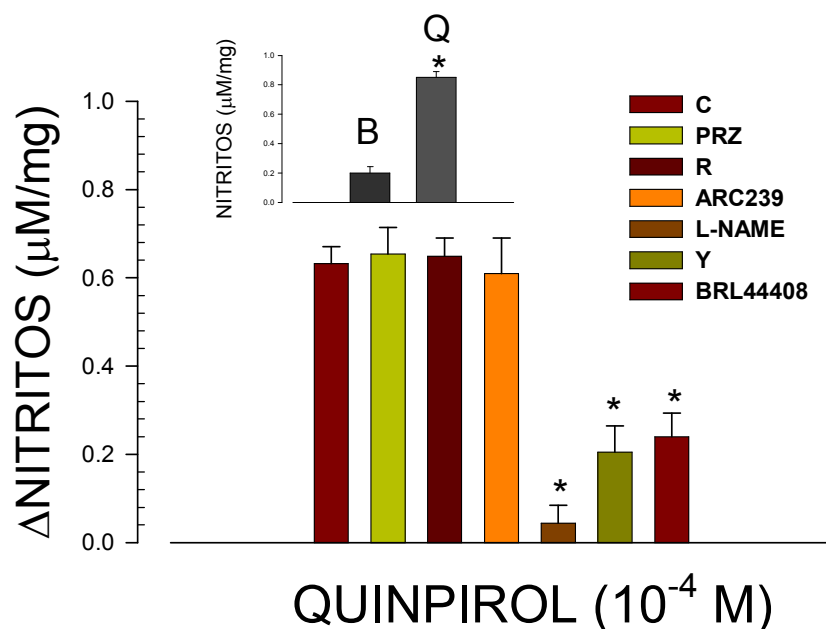 Q
*
B
NITRITOS (μM/mg)
1.0
0.8
0.6
0.4
0.2
0.0
ΔNITRITOS (μM/mg)
1.0
0.8
0.6
0.4
0.2
0.0
C
PRZ
R
ARC239
L-NAME
Y
BRL44408
*
*
*
QUINPIROL (10⁻⁴ M)